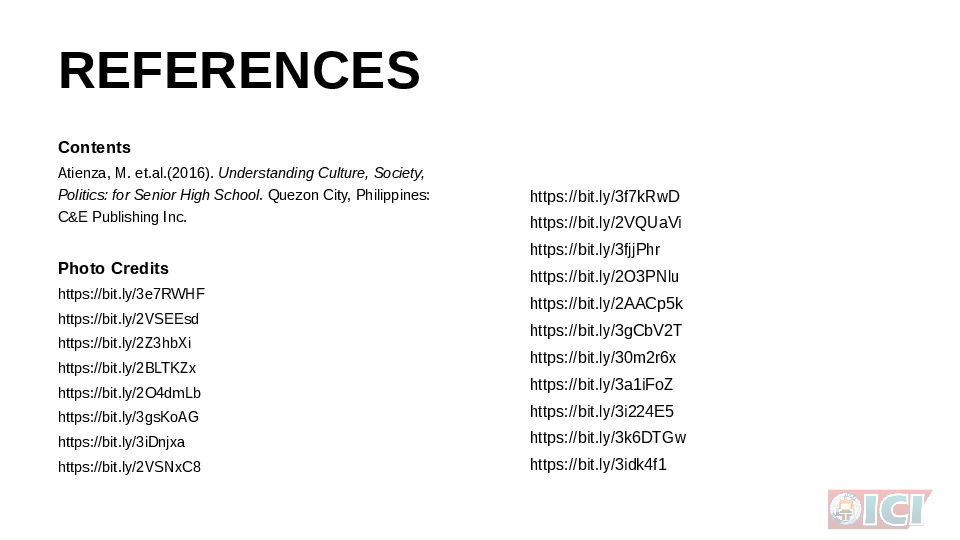 REFERENCES
Contents
Atienza, M. et.al.(2016). Understanding Culture, Society,
Politics: for Senior High School. Quezon City, Philippines:
C&E Publishing Inc.
Photo Credits
https://bit.ly/3e7RWHF
https://bit.ly/2VSEEsd
https://bit.ly/2Z3hbXi
https://bit.ly/2BLTKZx
https://bit.ly/2O4dmLb
https://bit.ly/3gsKoAG
https://bit.ly/3iDnjxa
https://bit.ly/2VSNxC8
https://bit.ly/3f7kRwD
https://bit.ly/2VQUaVi
https://bit.ly/3fjjPhr
https://bit.ly/2O3PNlu
https://bit.ly/2AACp5k
https://bit.ly/3gCbV2T
https://bit.ly/30m2r6x
https://bit.ly/3a1iFoZ
https://bit.ly/3i224E5
https://bit.ly/3k6DTGw
https://bit.ly/3idk4f1
ICI